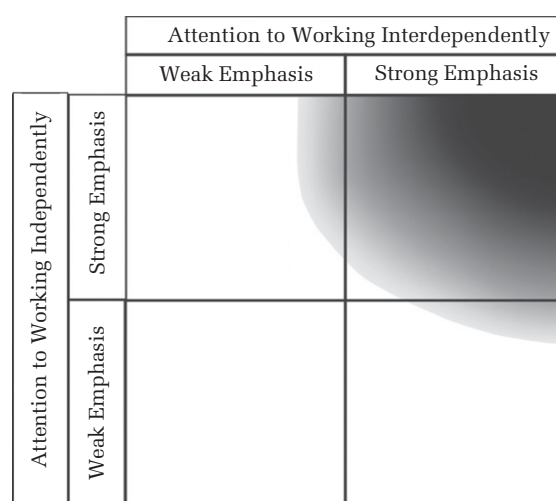 Attention to Working Interdependently
Weak Emphasis
Strong Emphasis
Attention to Working Independently
Strong Emphasis
Weak Emphasis